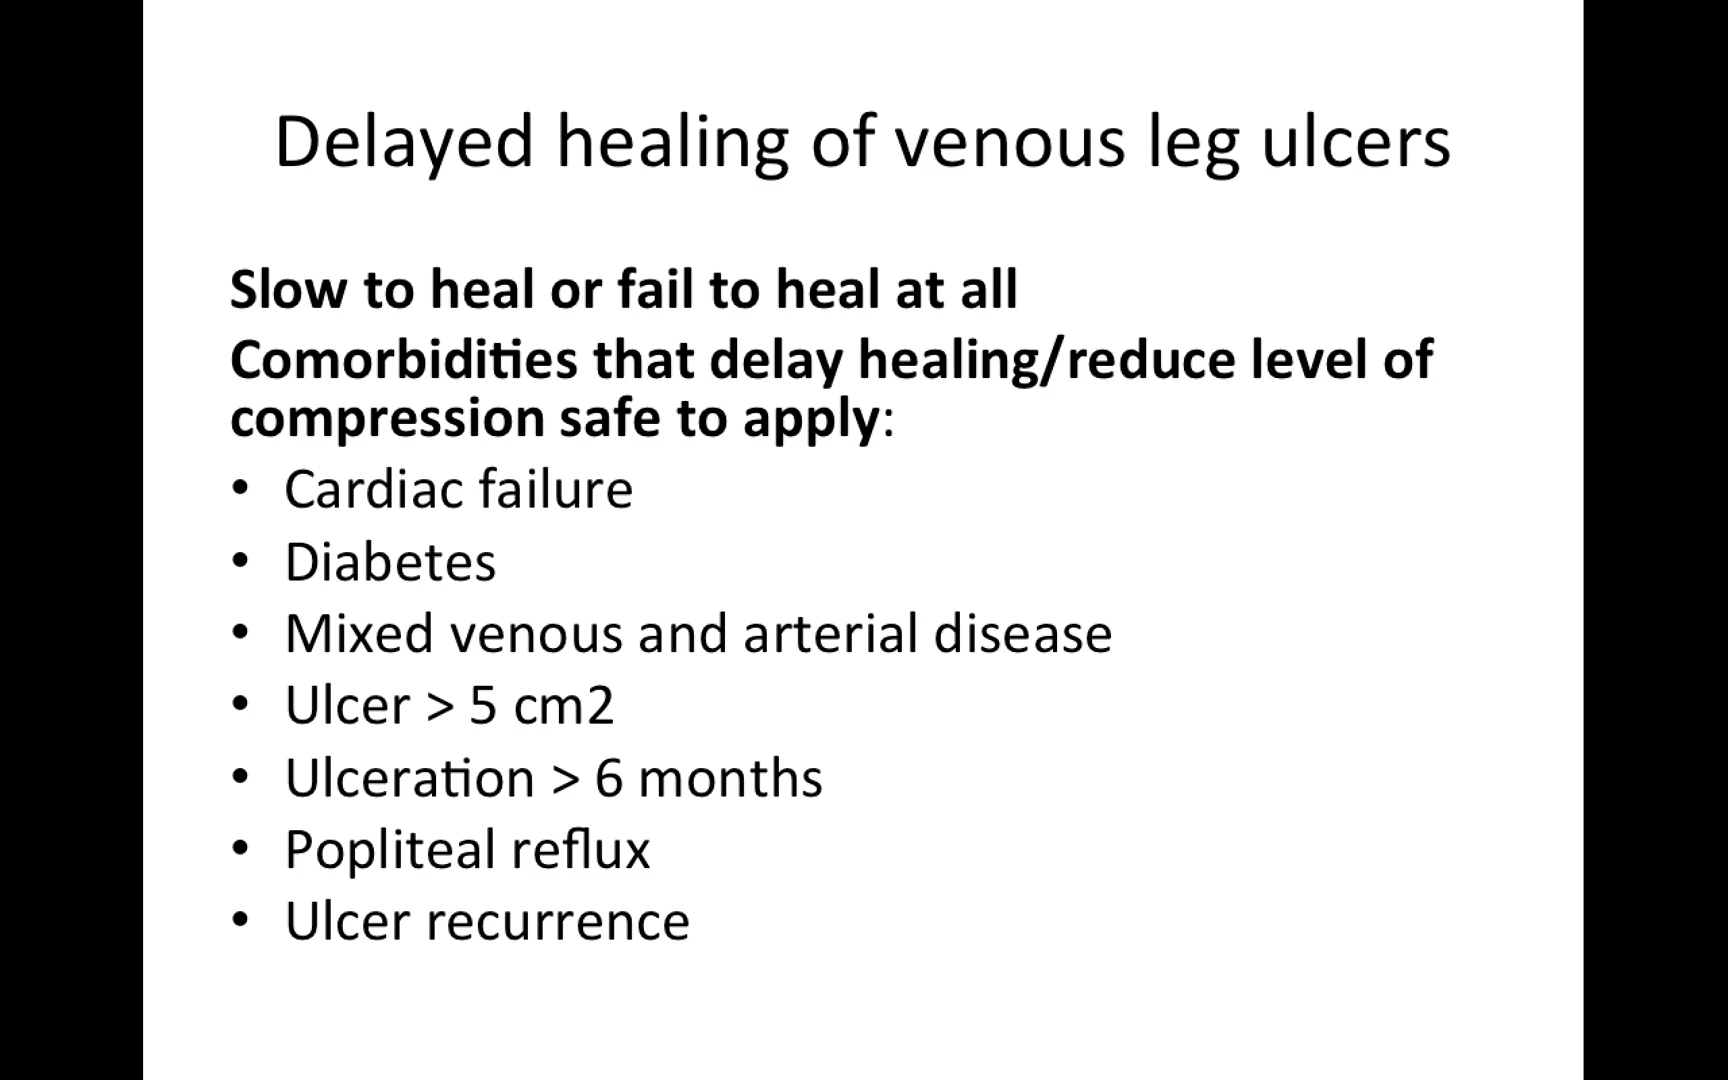 Delayed healing of venous leg ulcers
Slow to heal or fail to heal at all
Comorbidities that delay healing/reduce level of
compression safe to apply:
• Cardiac failure
• Diabetes
• Mixed venous and arterial disease
• Ulcer > 5 cm2
• Ulceration > 6 months
• Popliteal reflux
• Ulcer recurrence